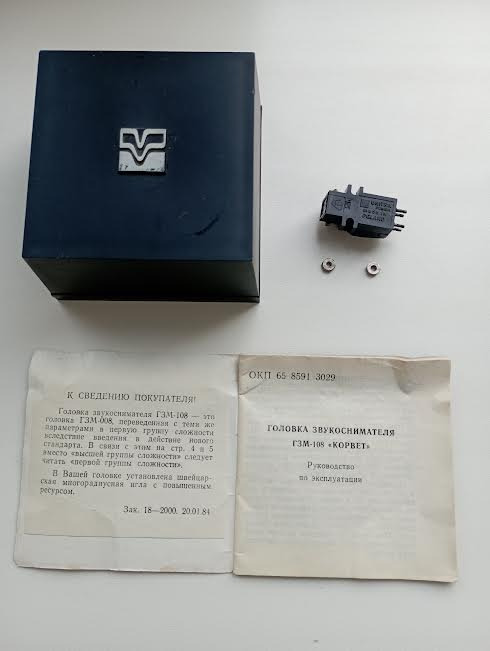 К СВЕДЕНИЮ ПОКУПАТЕЛЯ!
Головка звукоснимателя ГЗМ-108 — это
головка ГЗМ-008, переведенная с теми же
параметрами в первую группу сложности
вследствие введения в действие нового
стандарта. В связи с этим на стр. 4 и 5
вместо «высшей группы сложности» следует
читать «первой группы сложности».
В Вашей головке установлена швейцар-
ская многорадиусная игла с повышенным
ресурсом.
Зак. 18—2000. 20.01.84
ОКП 65 8591 3029
ГОЛОВКА ЗВУКОСНИМАТЕЛЯ
ГЗМ-108 «КОРВЕТ»
Руководство
по эксплуатации